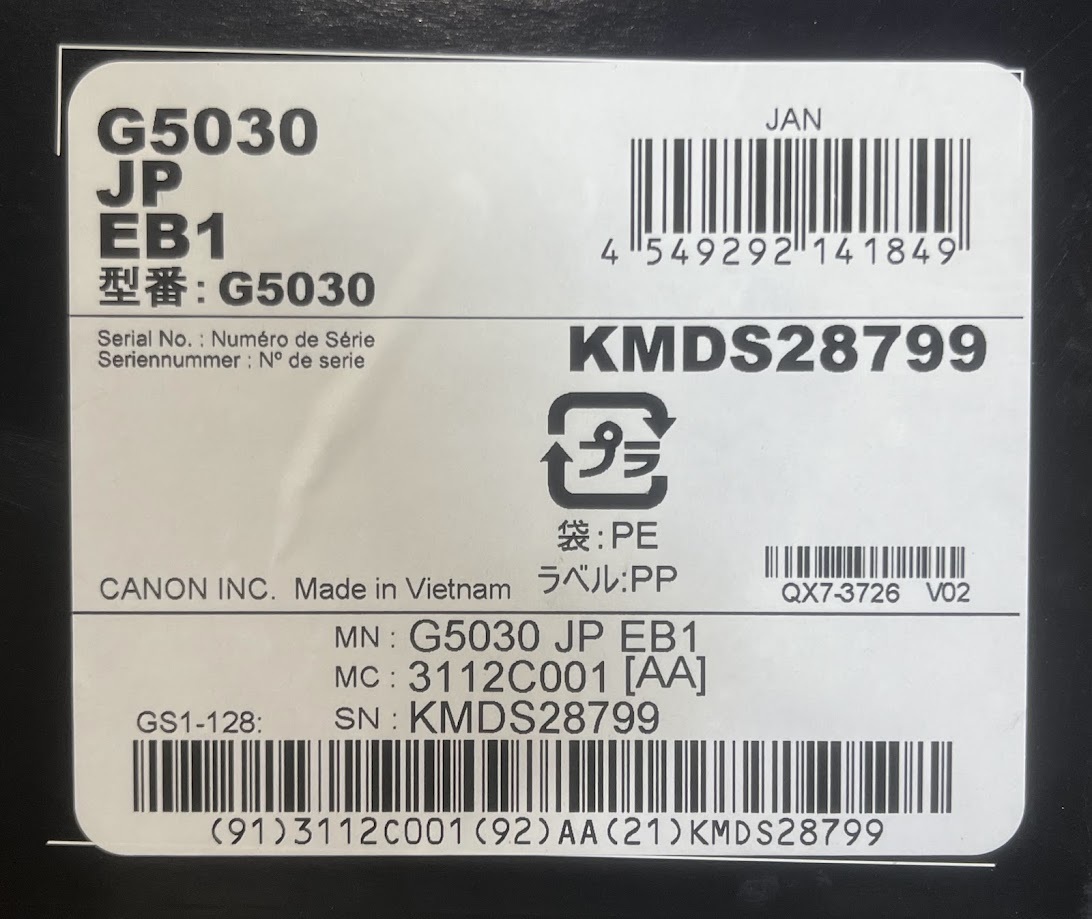 G5030
JP
EB1
型番: G5030
JAN
4 549292 141849
Serial No. : Numéro de Série
Seriennummer : Nº de serie
KMDS28799
プラ
袋:PE
ラベル:PP
CANON INC. Made in Vietnam
QX7-3726 V02
MN : G5030 JP EB1
MC : 3112C001 [AA]
GS1-128: SN : KMDS28799
(91)3112C001(92)AA(21)KMDS28799